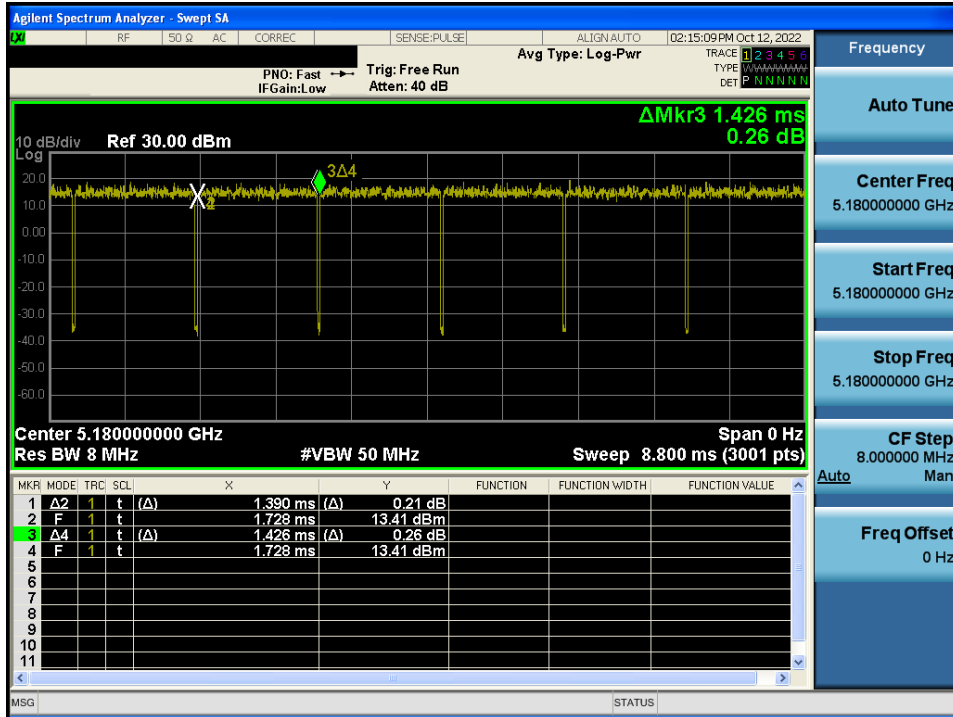 Agilent Spectrum Analyzer - Swept SA
LXI RF 50 Ω AC CORREC SENSE:PULSE ALIGN AUTO 02:15:09 PM Oct 12, 2022
Avg Type: Log-Pwr TRACE 1 2 3 4 5 6
PNO: Fast Trig: Free Run TYPE WWWWWW
IFGain:Low Atten: 40 dB DET P N N N N N
ΔMkr3 1.426 ms
0.26 dB
10 dB/div Ref 30.00 dBm
Log
3Δ4
20.0
10.0
2
0.00
-10.0
-20.0
-30.0
-40.0
-50.0
-60.0
Center 5.180000000 GHz Span 0 Hz
Res BW 8 MHz #VBW 50 MHz Sweep 8.800 ms (3001 pts)
MKR MODE TRC SCL X Y FUNCTION FUNCTION WIDTH FUNCTION VALUE
1 Δ2 1 t (Δ) 1.390 ms (Δ) 0.21 dB
2 F 1 t 1.728 ms 13.41 dBm
3 Δ4 1 t (Δ) 1.426 ms (Δ) 0.26 dB
4 F 1 t 1.728 ms 13.41 dBm
5
6
7
8
9
10
11
MSG STATUS
Frequency
Auto Tune
Center Freq
5.180000000 GHz
Start Freq
5.180000000 GHz
Stop Freq
5.180000000 GHz
CF Step
8.000000 MHz
Auto Man
Freq Offset
0 Hz